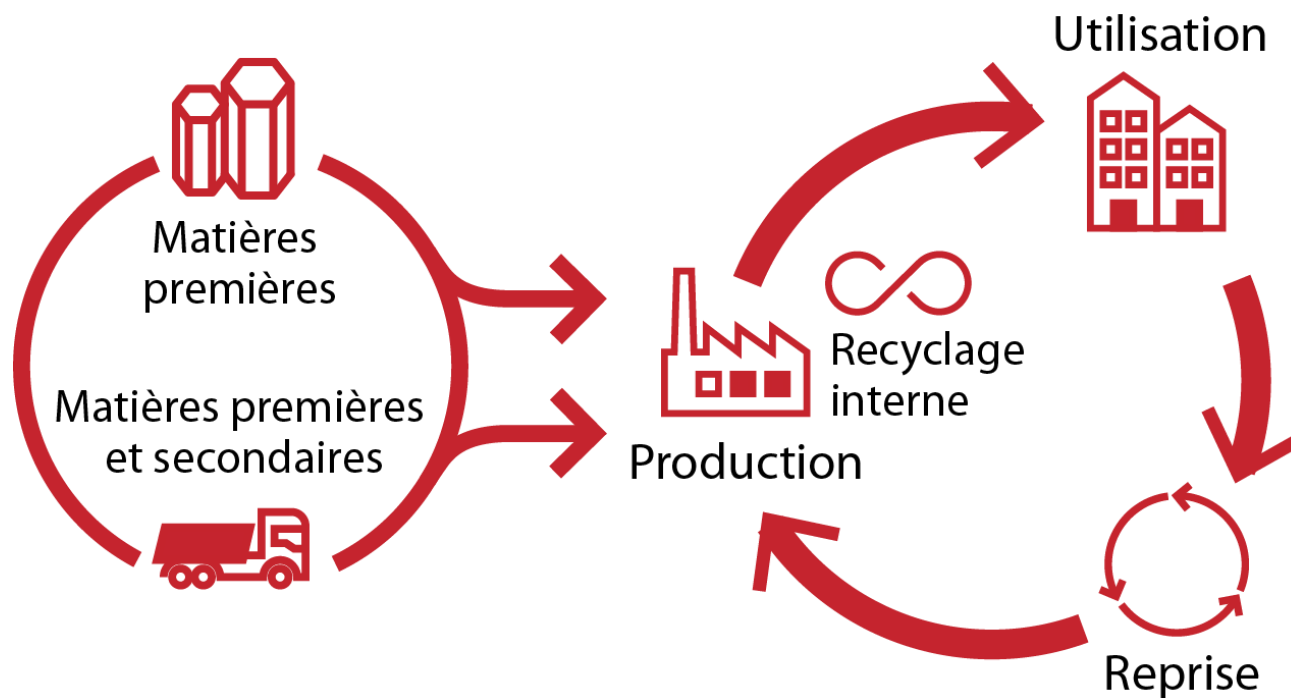 Utilisation
Matières
premières
Matières premières
et secondaires
Recyclage
interne
Production
Reprise